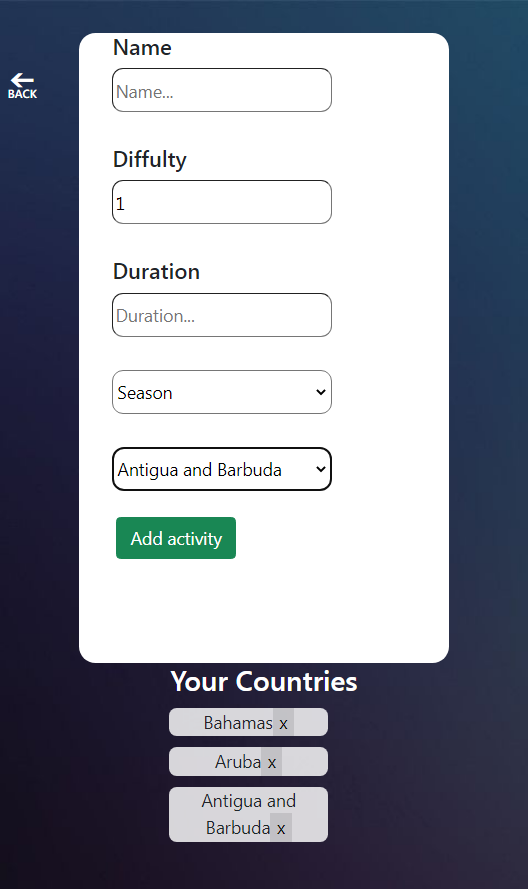 Name
BACK
Name...
Diffulty
1
Duration
Duration...
Season
Antigua and Barbuda
Add activity
Your Countries
Bahamas x
Aruba x
Antigua and
Barbuda x